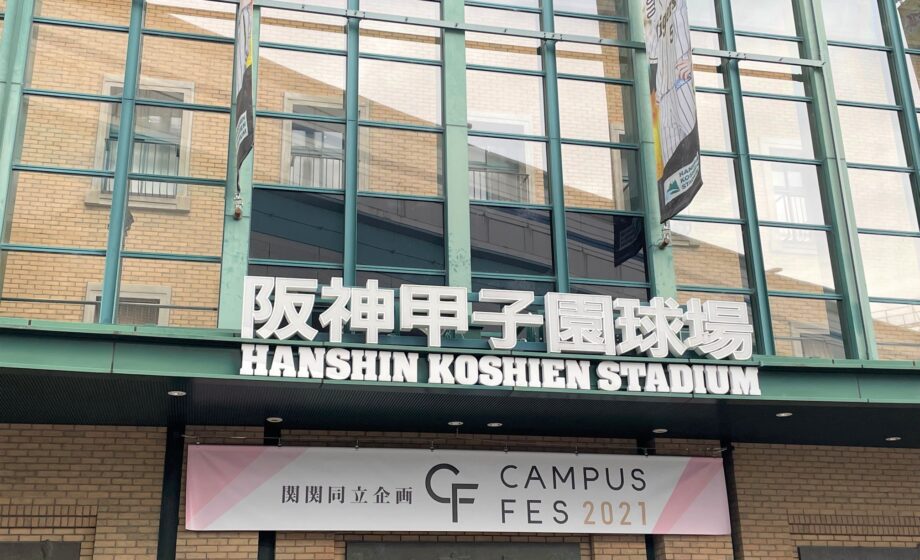 阪神甲子園球場
HANSHIN KOSHIEN STADIUM
関関同立企画
CF
CAMPUS
FES 2021